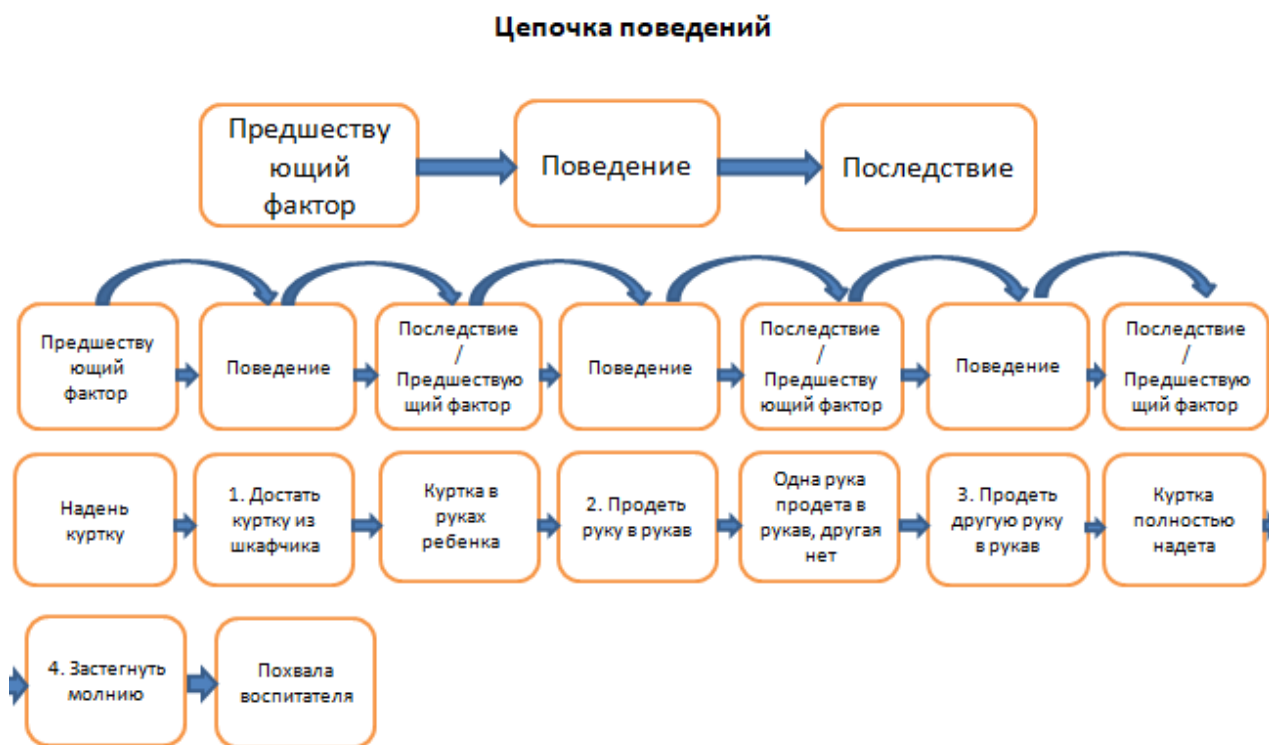 Цепочка поведений
Предшеству
ющий
фактор
Поведение
Последствие
Предшеству
ющий
фактор
Поведение
Последствие
/
Предшествую
щий фактор
Поведение
Последствие
/
Предшеству
ющий фактор
Поведение
Последствие
/
Предшествую
щий фактор
Надень
куртку
1. Достать
куртку из
шкафчика
Куртка в
руках
ребенка
2. Продеть
руку в рукав
Одна рука
продета в
рукав, другая
нет
3. Продеть
другую руку
в рукав
Куртка
полностью
надета
4. Застегнуть
молнию
Похвала
воспитателя